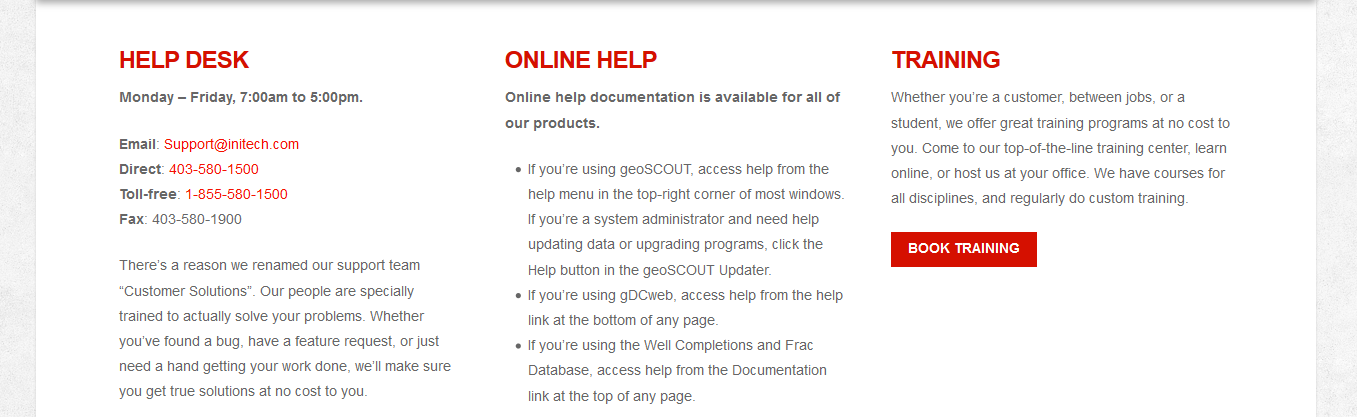 HELP DESK
Monday – Friday, 7:00am to 5:00pm.
Email: Support@initech.com
Direct: 403-580-1500
Toll-free: 1-855-580-1500
Fax: 403-580-1900
There’s a reason we renamed our support team
“Customer Solutions”. Our people are specially
trained to actually solve your problems. Whether
you’ve found a bug, have a feature request, or just
need a hand getting your work done, we’ll make sure
you get true solutions at no cost to you.
ONLINE HELP
Online help documentation is available for all of
our products.
• If you’re using geoSCOUT, access help from the
help menu in the top-right corner of most windows.
If you’re a system administrator and need help
updating data or upgrading programs, click the
Help button in the geoSCOUT Updater.
• If you’re using gDCweb, access help from the help
link at the bottom of any page.
• If you’re using the Well Completions and Frac
Database, access help from the Documentation
link at the top of any page.
TRAINING
Whether you’re a customer, between jobs, or a
student, we offer great training programs at no cost to
you. Come to our top-of-the-line training center, learn
online, or host us at your office. We have courses for
all disciplines, and regularly do custom training.
BOOK TRAINING